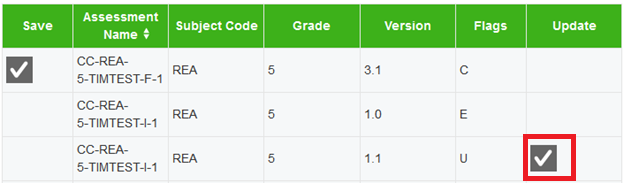 Save Assessment Name Subject Code Grade Version Flags Update
CC-REA-5-TIMTEST-F-1 REA 5 3.1 C
CC-REA-5-TIMTEST-I-1 REA 5 1.0 E
CC-REA-5-TIMTEST-I-1 REA 5 1.1 U